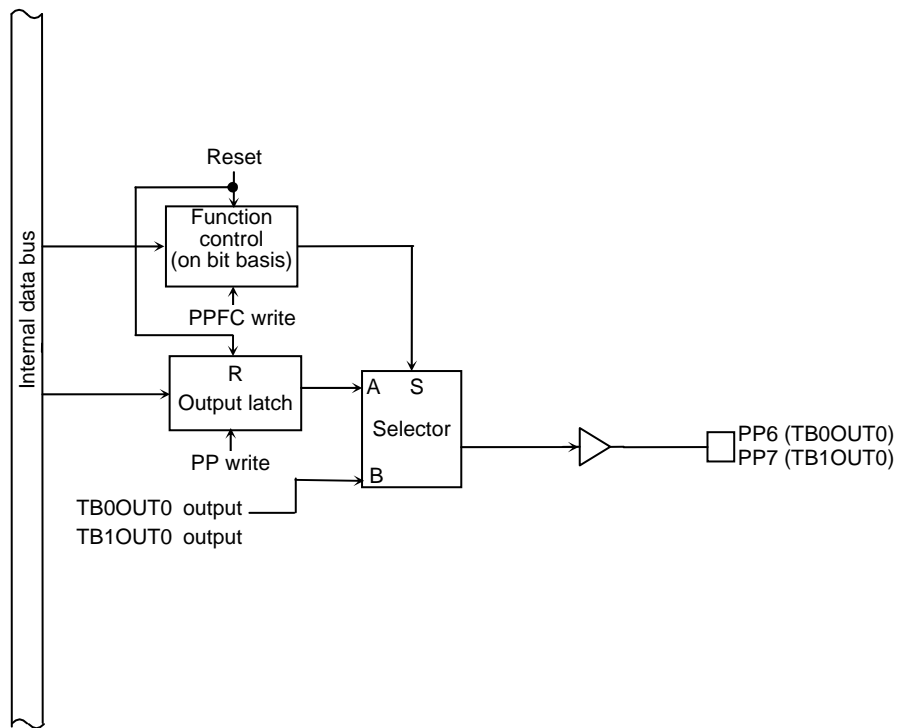 Internal data bus
Reset
Function
control
(on bit basis)
PPFC write
R
Output latch
PP write
A
S
Selector
B
TB0OUT0 output
TB1OUT0 output
PP6 (TB0OUT0)
PP7 (TB1OUT0)